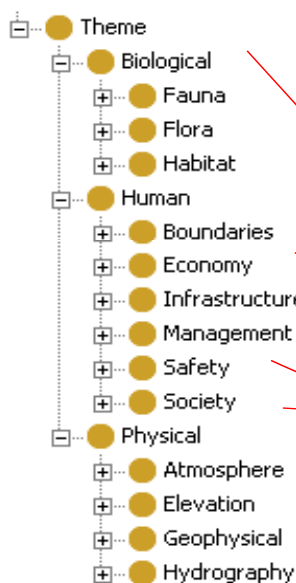 Theme
Biological
Fauna
Flora
Habitat
Human
Boundaries
Economy
Infrastructure
Management
Safety
Society
Physical
Atmosphere
Elevation
Geophysical
Hydrography